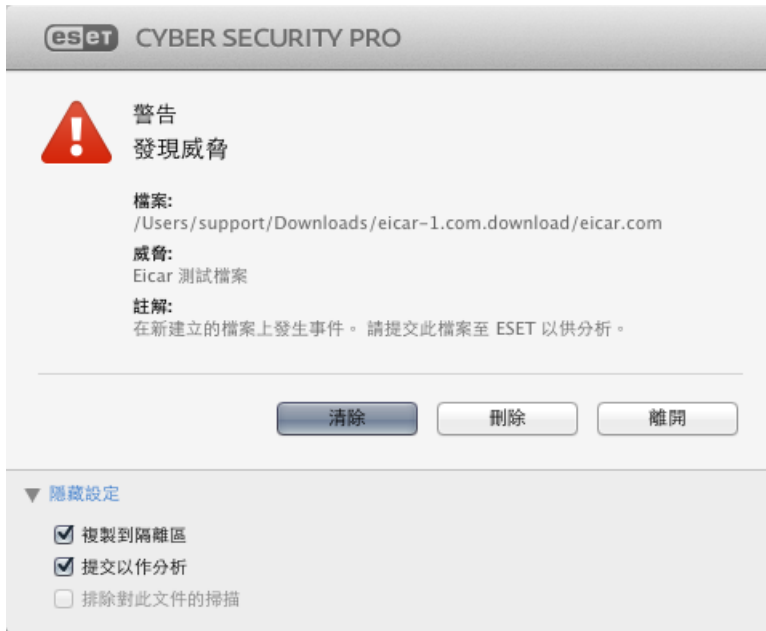 eset CYBER SECURITY PRO
警告
發現威脅
檔案:
/Users/support/Downloads/eicar-1.com.download/eicar.com
威脅:
Eicar 測試檔案
註解:
在新建立的檔案上發生事件。 請提交此檔案至 ESET 以供分析。
清除 刪除 離開
隱藏設定
複製到隔離區
提交以作分析
排除對此文件的掃描